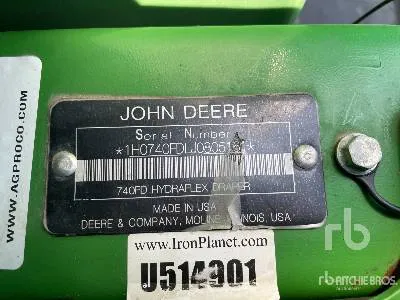 WWW.AGPROCO.COM
JOHN DEERE
Serial Number
740FD HYDRAFLEX DRAPER
MADE IN USA
DEERE & COMPANY, MOLINE, ILLINOIS, USA
www.IronPlanet.com
U514901
rb
rb
RITCHIE BROS.